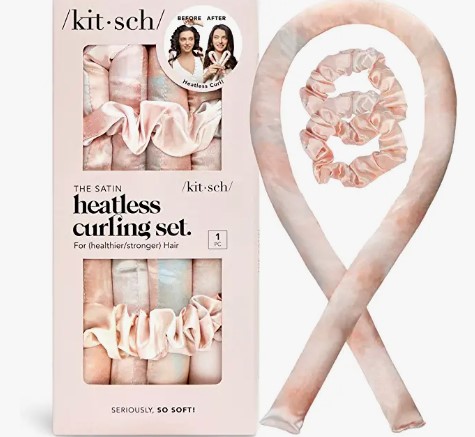 /kit·sch/
BEFORE AFTER
Heatless Curl
THE SATIN
/kit·sch/
heatless
curling set.
For (healthier/stronger) Hair
1
PC
SERIOUSLY, SO SOFT!